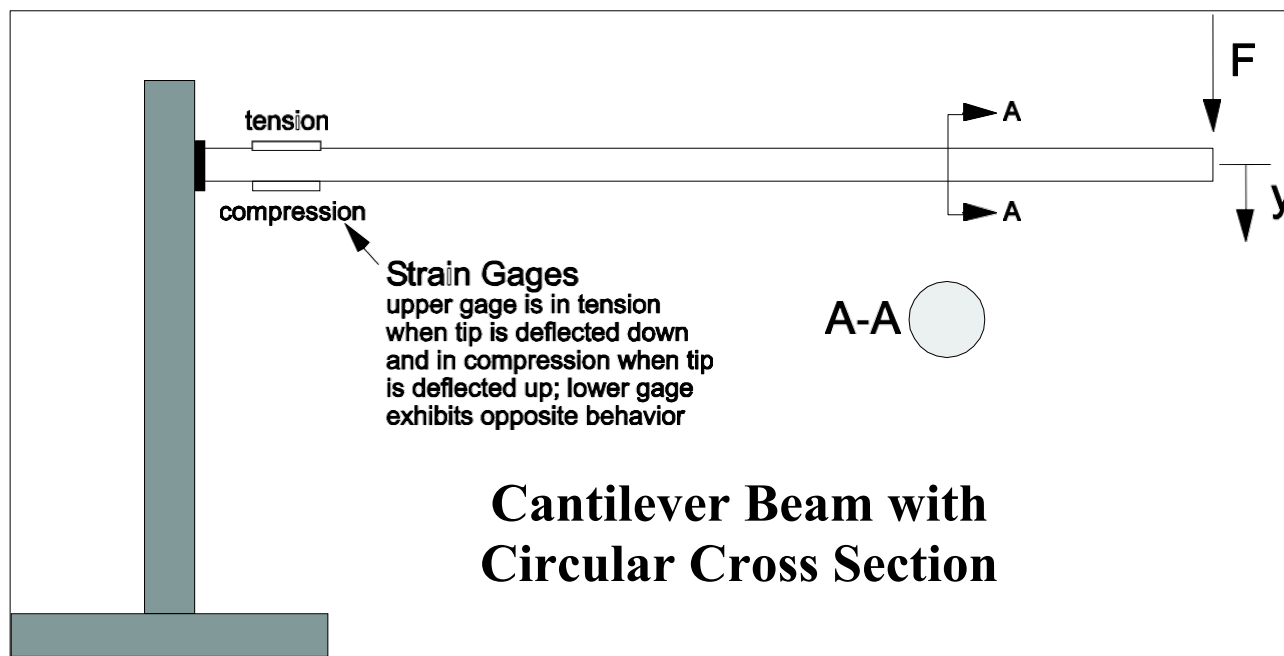 F
tension
A
compression
A
y
Strain Gages
upper gage is in tension
when tip is deflected down
and in compression when tip
is deflected up; lower gage
exhibits opposite behavior
A-A
Cantilever Beam with
Circular Cross Section